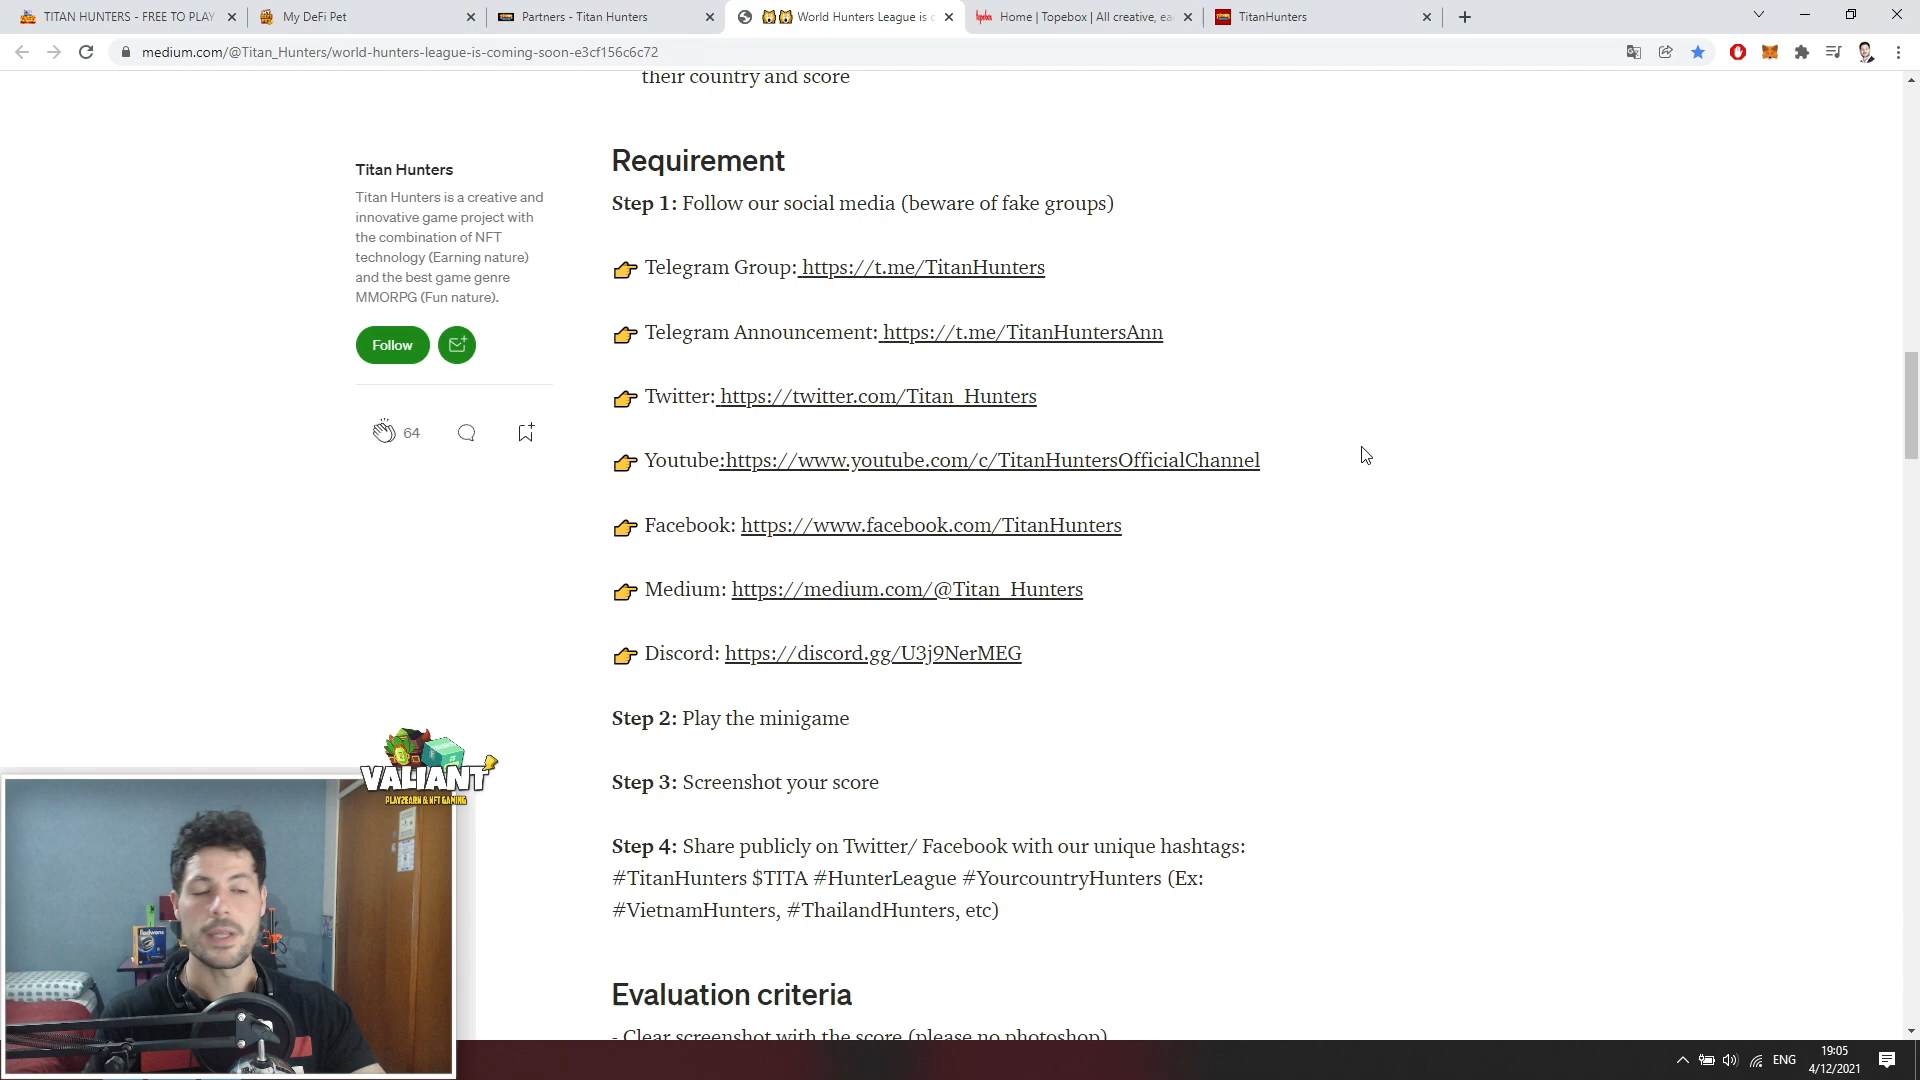 TITAN HUNTERS - FREE TO PLAY
My DeFi Pet
Partners - Titan Hunters
🐹🐹 World Hunters League is c
Home | Topebox | All creative, ea
TitanHunters
medium.com/@Titan_Hunters/world-hunters-league-is-coming-soon-e3cf156c6c72
their country and score
Titan Hunters
Titan Hunters is a creative and
innovative game project with
the combination of NFT
technology (Earning nature)
and the best game genre
MMORPG (Fun nature).
Follow
64
Requirement
Step 1: Follow our social media (beware of fake groups)
👉 Telegram Group: https://t.me/TitanHunters
👉 Telegram Announcement: https://t.me/TitanHuntersAnn
👉 Twitter: https://twitter.com/Titan_Hunters
👉 Youtube:https://www.youtube.com/c/TitanHuntersOfficialChannel
👉 Facebook: https://www.facebook.com/TitanHunters
👉 Medium: https://medium.com/@Titan_Hunters
👉 Discord: https://discord.gg/U3j9NerMEG
Step 2: Play the minigame
Step 3: Screenshot your score
Step 4: Share publicly on Twitter/ Facebook with our unique hashtags:
#TitanHunters $TITA #HunterLeague #YourcountryHunters (Ex:
#VietnamHunters, #ThailandHunters, etc)
Evaluation criteria
- Clear screenshot with the score (please no photoshop)
VALIANT
PLAY2EARN & NFT GAMING
ENG
19:05
4/12/2021